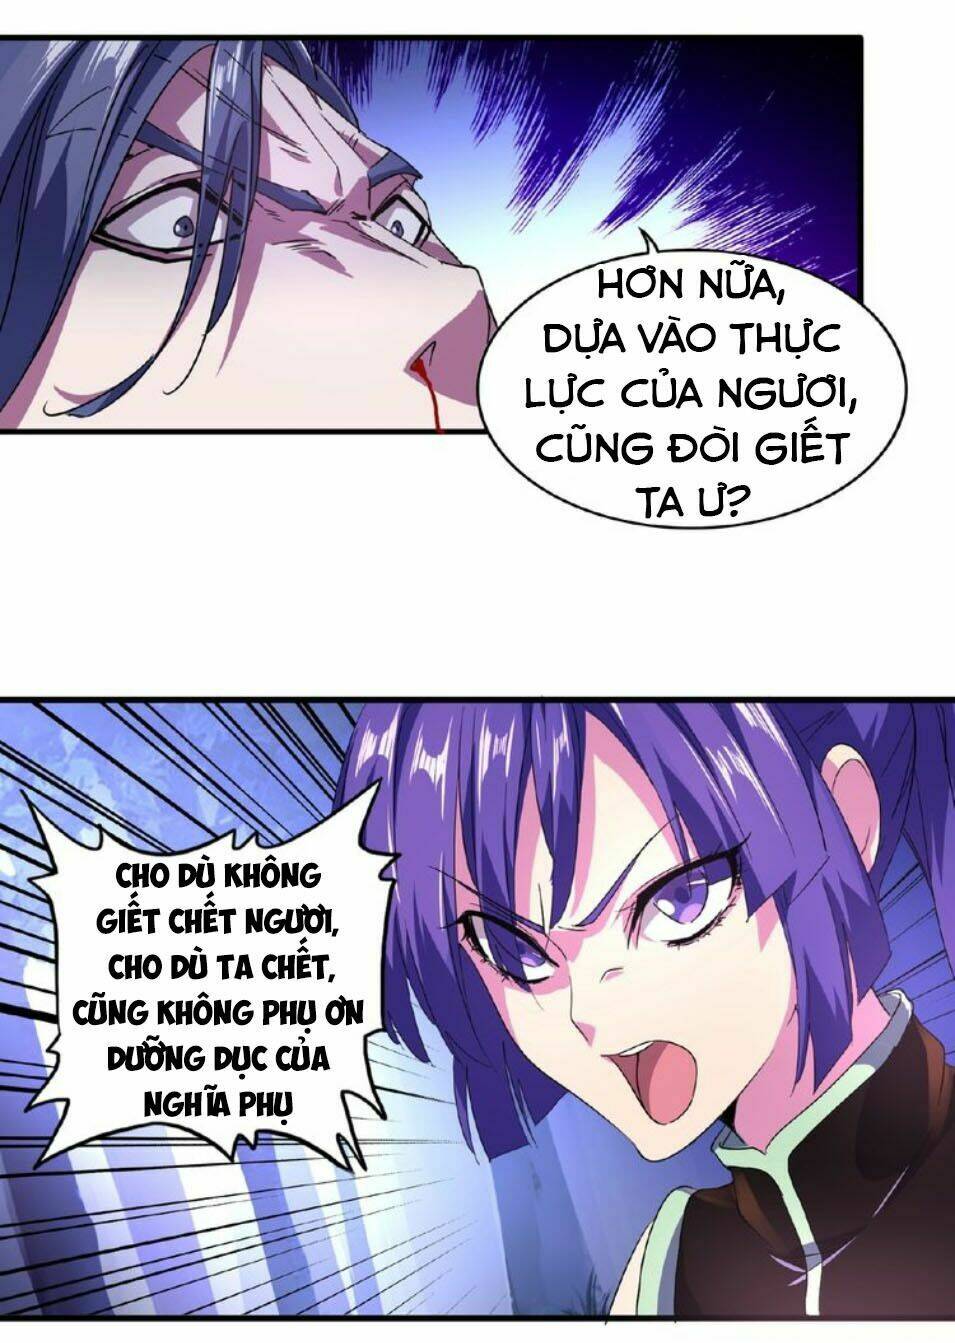 HƠN NỮA,
DỰA VÀO THỰC
LỰC CỦA NGƯƠI,
CŨNG ĐÒI GIẾT
TA Ư?
CHO DÙ KHÔNG
GIẾT CHẾT NGƯƠI,
CHO DÙ TA CHẾT,
CŨNG KHÔNG PHỤ ƠN
DƯỠNG DỤC CỦA
NGHĨA PHỤ